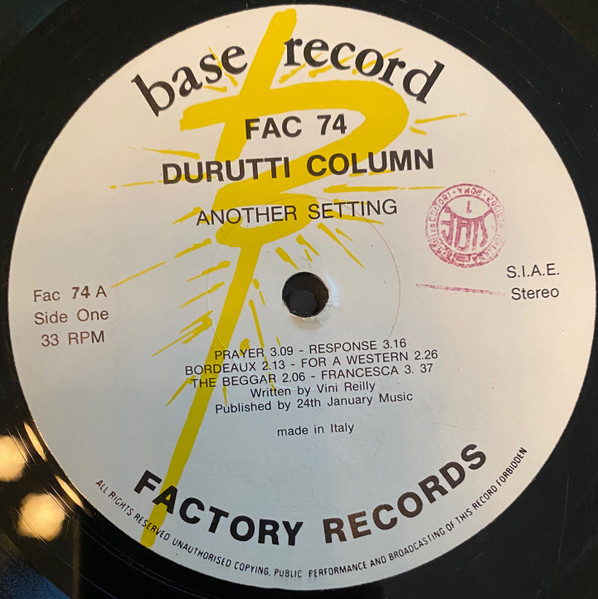 base record
FAC 74
DURUTTI COLUMN
ANOTHER SETTING
S.I.A.E.
Stereo
Fac 74 A
Side One
33 RPM
PRAYER 3.09 - RESPONSE 3.16
BORDEAUX 2.13 - FOR A WESTERN 2.26
THE BEGGAR 2.06 - FRANCESCA 3. 37
Written by Vini Reilly
Published by 24th January Music
made in Italy
FACTORY RECORDS
ALL RIGHTS RESERVED UNAUTHORISED COPYING, PUBLIC PERFORMANCE AND BROADCASTING OF THIS RECORD FORBIDDEN